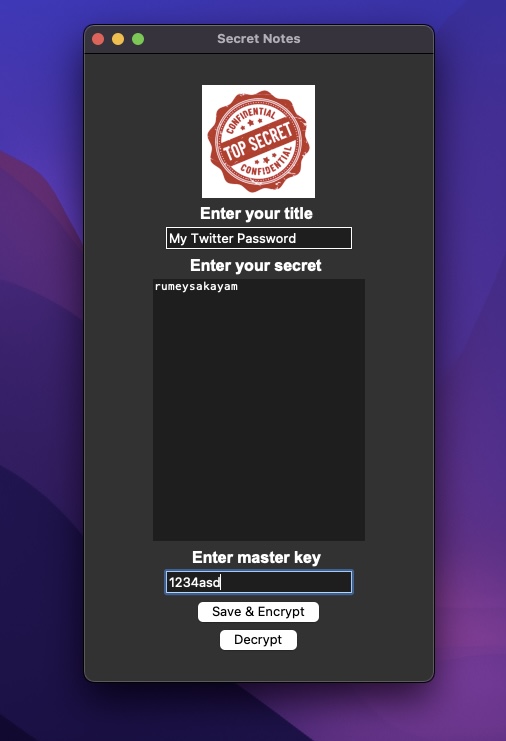 Secret Notes
CONFIDENTIAL
TOP SECRET
CONFIDENTIAL
Enter your title
My Twitter Password
Enter your secret
rumeysakayam
Enter master key
1234asd
Save & Encrypt
Decrypt